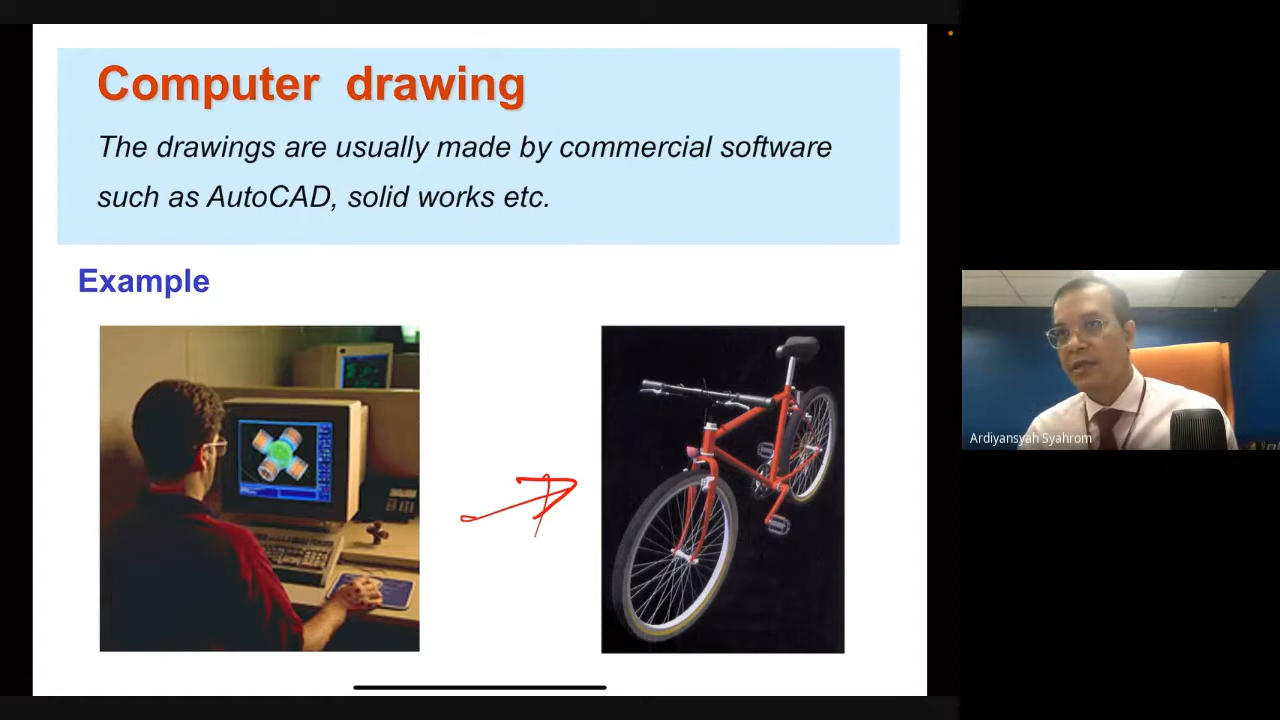 Computer drawing
The drawings are usually made by commercial software
such as AutoCAD, solid works etc.
Example
Ardiyansyah Syahrom